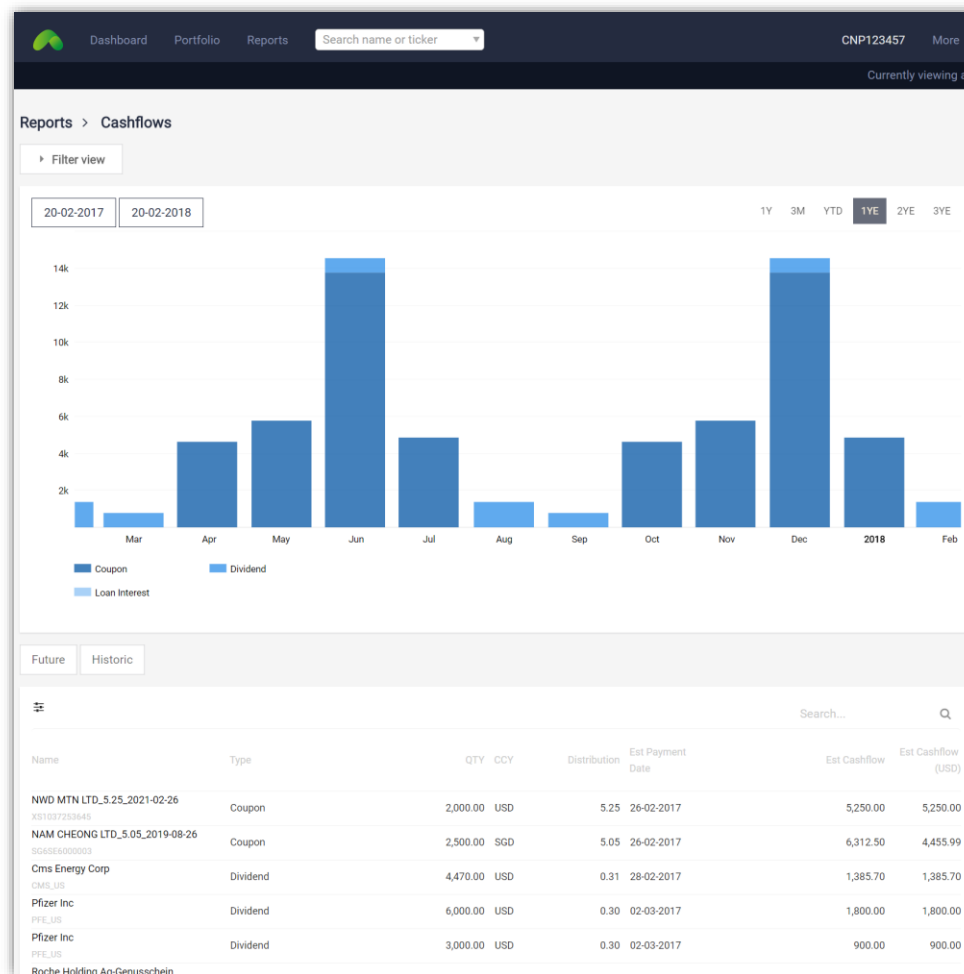 Dashboard Portfolio Reports Search name or ticker CNP123457 More
Currently viewing a
Reports > Cashflows
Filter view
20-02-2017 20-02-2018 1Y 3M YTD 1YE 2YE 3YE
14k
12k
10k
8k
6k
4k
2k
Mar Apr May Jun Jul Aug Sep Oct Nov Dec 2018 Feb
Coupon Dividend
Loan Interest
Future Historic
Search...
Name Type QTY CCY Distribution Est Payment Date Est Cashflow Est Cashflow (USD)
NWD MTN LTD_5.25_2021-02-26 Coupon 2,000.00 USD 5.25 26-02-2017 5,250.00 5,250.00
XS1037253645
NAM CHEONG LTD_5.05_2019-08-26 Coupon 2,500.00 SGD 5.05 26-02-2017 6,312.50 4,455.99
SG6SE6000003
Cms Energy Corp Dividend 4,470.00 USD 0.31 28-02-2017 1,385.70 1,385.70
CMS_US
Pfizer Inc Dividend 6,000.00 USD 0.30 02-03-2017 1,800.00 1,800.00
PFE_US
Pfizer Inc Dividend 3,000.00 USD 0.30 02-03-2017 900.00 900.00
PFE_US
Roche Holding Ag-Genusschein